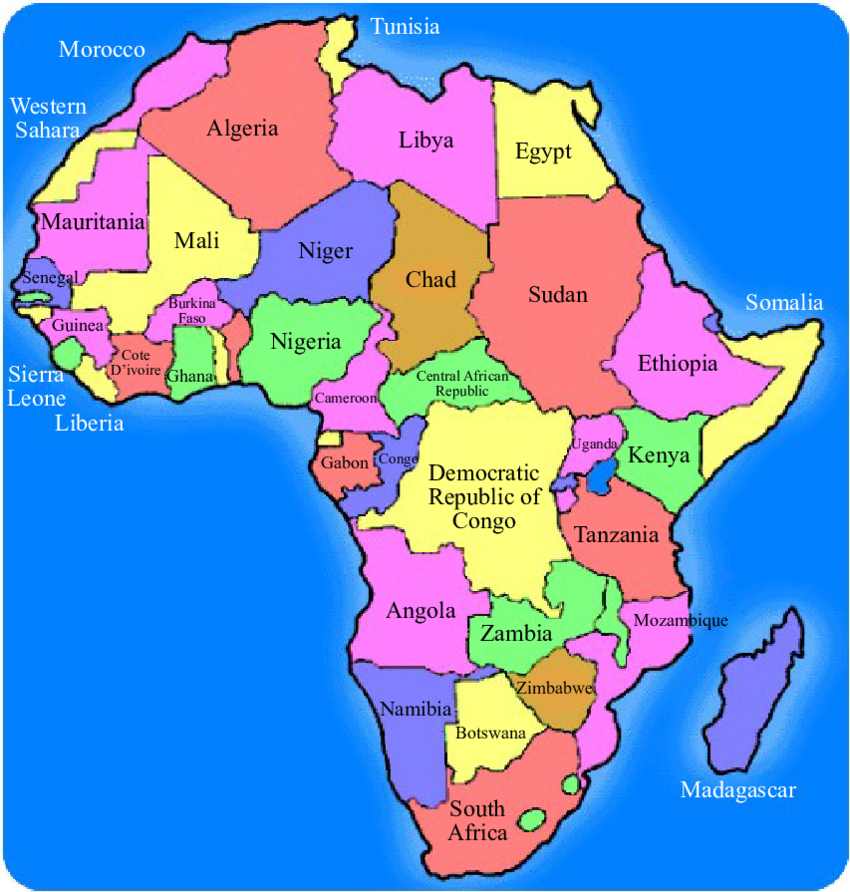 Tunisia
Morocco
Western
Sahara
Algeria
Libya
Egypt
Mauritania
Mali
Niger
Chad
Sudan
Senegal
Burkina
Faso
Guinea
Somalia
Nigeria
Cote
D'ivoire
Ghana
Ethiopia
Sierra
Leone
Central African
Republic
Cameroon
Liberia
Uganda
Kenya
Gabon
Congo
Democratic
Republic of
Congo
Tanzania
Angola
Zambia
Mozambique
Zimbabwe
Namibia
Botswana
Madagascar
South
Africa